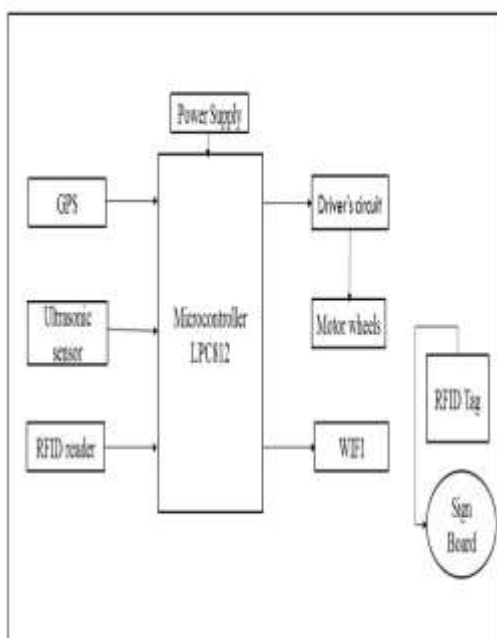 Power Supply
GPS
Driver's circuit
Ultrasonic
sensor
Microcontroller
LPC812
Motor wheels
RFID Tag
RFID reader
WIFI
Sign
Board